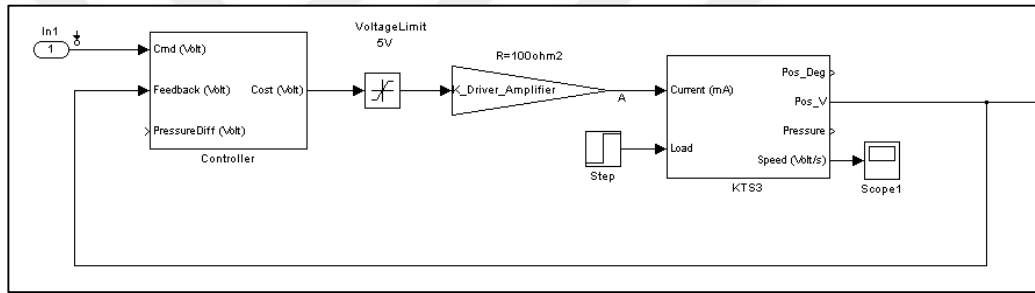 In1
1
Cmd (Volt)
Feedback (Volt)
PressureDiff (Volt)
Cost (Volt)
Controller
VoltageLimit
5V
R=100ohm2
K_Driver_Amplifier
A
Step
Current (mA)
Load
Pos_Deg
Pos_V
Pressure
Speed (Volt/s)
KTS3
Scope1